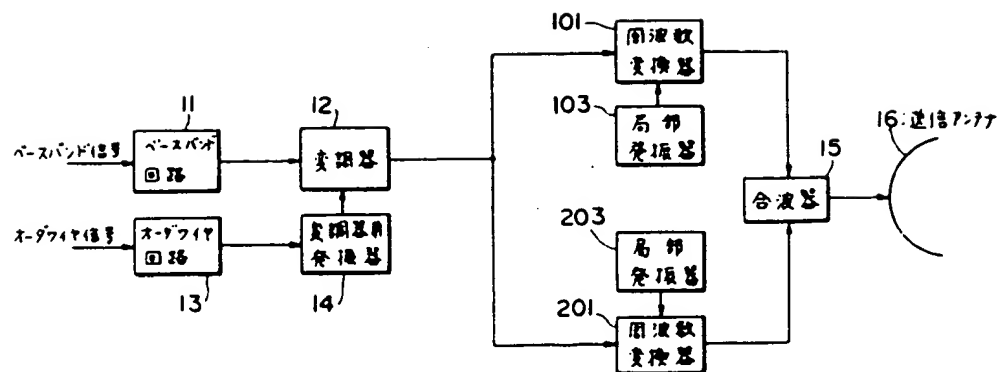 101
周波数
変換器
103
局部
発振器
11
ベースバンド信号
ベースバンド
回路
12
変調器
16:送信アンテナ
15
合波器
オーダワイヤ信号
オーダワイヤ
回路
13
変調器用
発振器
14
203
局部
発振器
201
周波数
変換器